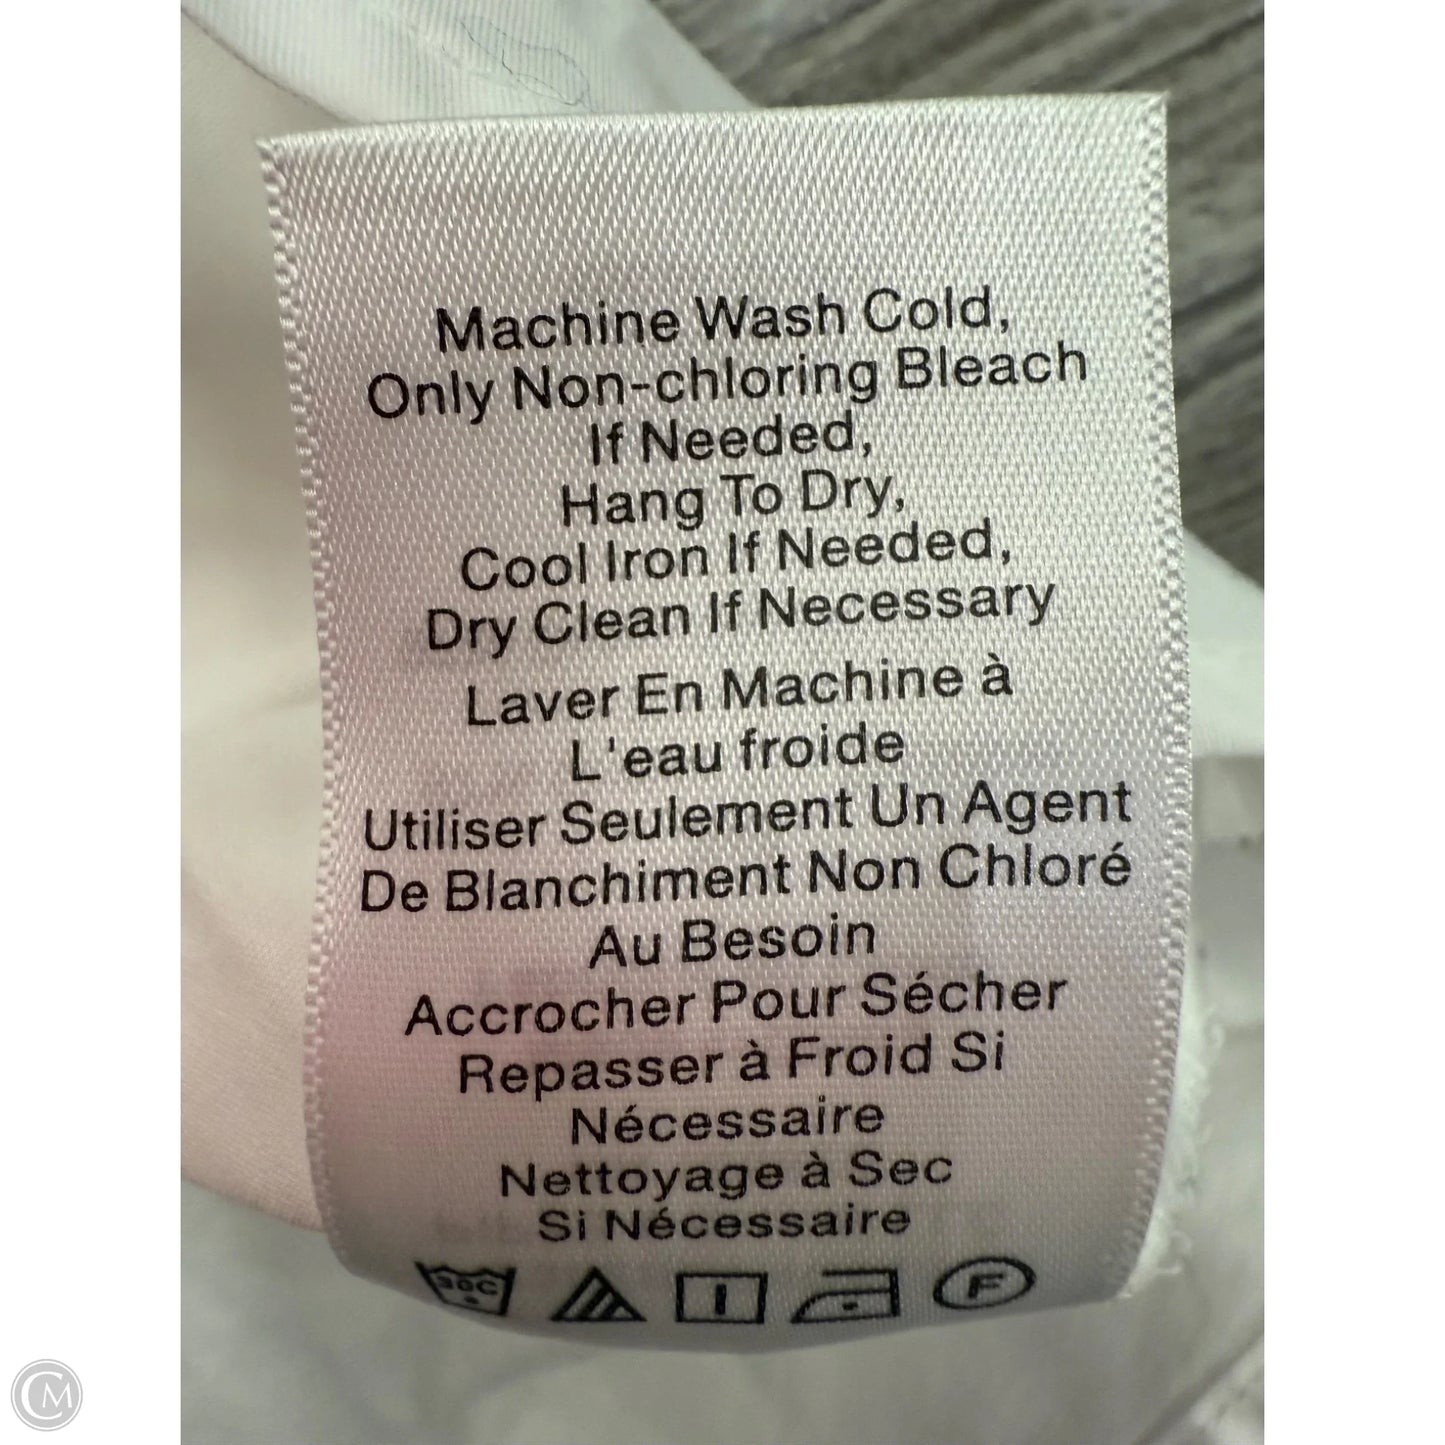 Machine Wash Cold,
Only Non-chloring Bleach
If Needed,
Hang To Dry,
Cool Iron If Needed,
Dry Clean If Necessary
Laver En Machine à
L'eau froide
Utiliser Seulement Un Agent
De Blanchiment Non Chloré
Au Besoin
Accrocher Pour Sécher
Repasser à Froid Si
Nécessaire
Nettoyage à Sec
Si Nécessaire
30C
F
CM